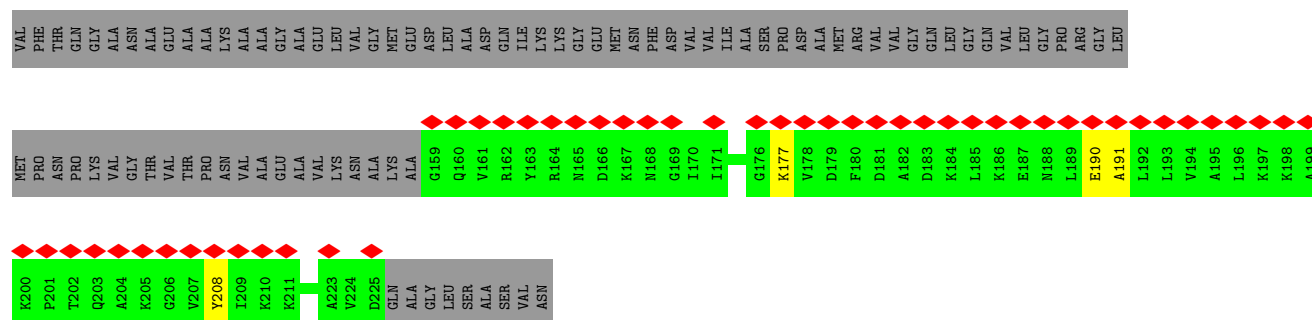 VAL PHE THR GLN GLY ALA ASN ALA GLU ALA ALA LYS ALA ALA GLY ALA GLU LEU VAL GLY MET GLU ASP LEU ALA ASP GLN ILE LYS LYS GLY GLU MET ASN PHE ASP VAL VAL ILE ALA SER PRO ASP ALA MET ARG VAL VAL GLY GLN LEU GLY GLN VAL LEU GLY PRO ARG GLY LEU
MET PRO ASN PRO LYS VAL GLY THR VAL THR PRO ASN VAL ALA GLU ALA VAL LYS ASN ALA LYS ALA G159 Q160 V161 R162 Y163 R164 N165 D166 K167 N168 G169 I170 I171 G176 K177 V178 D179 F180 D181 A182 D183 K184 L185 K186 E187 N188 L189 E190 A191 L192 L193 V194 A195 L196 K197 K198 A199
K200 P201 T202 Q203 A204 K205 G206 V207 Y208 I209 K210 K211 A223 V224 D225 GLN ALA GLY LEU SER ALA SER VAL ASN